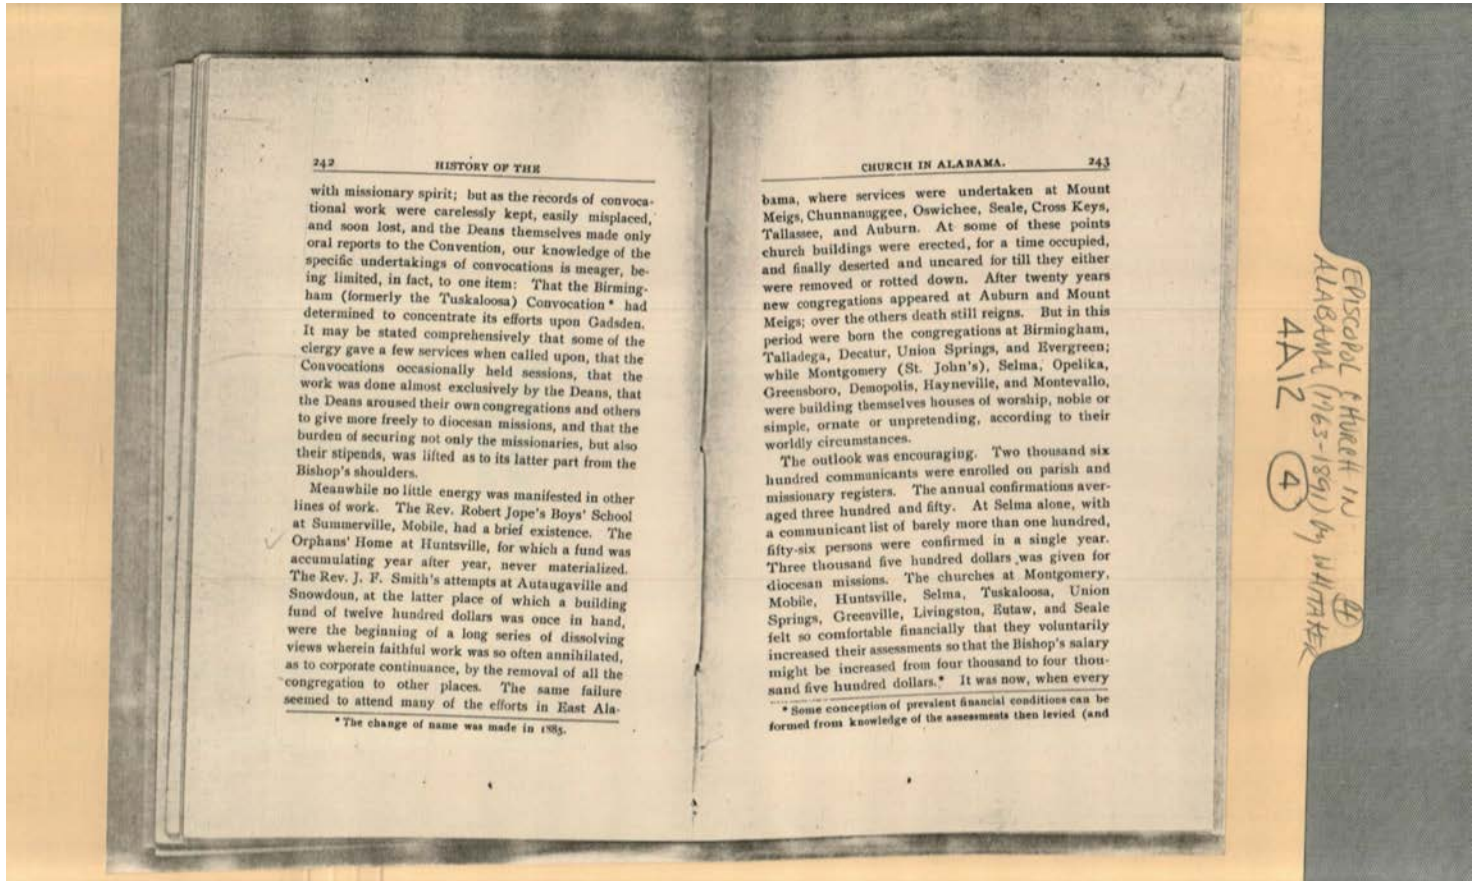 242
HISTORY OF THE
with missionary spirit; but as the records of convoca-
tional work were carelessly kept, easily misplaced,
and soon lost, and the Deans themselves made only
oral reports to the Convention, our knowledge of the
specific undertakings of convocations is meager, be-
ing limited, in fact, to one item: That the Birming-
ham (formerly the Tuskaloosa) Convocation * had
determined to concentrate its efforts upon Gadsden.
It may be stated comprehensively that some of the
clergy gave a few services when called upon, that the
Convocations occasionally held sessions, that the
work was done almost exclusively by the Deans, that
the Deans aroused their own congregations and others
to give more freely to diocesan missions, and that the
burden of securing not only the missionaries, but also
their stipends, was lifted as to its latter part from the
Bishop's shoulders.
Meanwhile no little energy was manifested in other
lines of work. The Rev. Robert Jope's Boys' School
at Summerville, Mobile, had a brief existence. The
Orphans' Home at Huntsville, for which a fund was
accumulating year after year, never materialized.
The Rev. J. F. Smith's attempts at Autaugaville and
Snowdoun, at the latter place of which a building
fund of twelve hundred dollars was once in hand,
were the beginning of a long series of dissolving
views wherein faithful work was so often annihilated,
as to corporate continuance, by the removal of all the
congregation to other places. The same failure
seemed to attend many of the efforts in East Ala-
* The change of name was made in 1885.
CHURCH IN ALABAMA.
243
bama, where services were undertaken at Mount
Meigs, Chunnanuggee, Oswichee, Seale, Cross Keys,
Tallassee, and Auburn. At some of these points
church buildings were erected, for a time occupied,
and finally deserted and uncared for till they either
were removed or rotted down. After twenty years
new congregations appeared at Auburn and Mount
Meigs; over the others death still reigns. But in this
period were born the congregations at Birmingham,
Talladega, Decatur, Union Springs, and Evergreen;
while Montgomery (St. John's), Selma, Opelika,
Greensboro, Demopolis, Hayneville, and Montevallo,
were building themselves houses of worship, noble or
simple, ornate or unpretending, according to their
worldly circumstances.
The outlook was encouraging. Two thousand six
hundred communicants were enrolled on parish and
missionary registers. The annual confirmations aver-
aged three hundred and fifty. At Selma alone, with
a communicant list of barely more than one hundred,
fifty-six persons were confirmed in a single year.
Three thousand five hundred dollars was given for
diocesan missions. The churches at Montgomery,
Mobile, Huntsville, Selma, Tuskaloosa, Union
Springs, Greenville, Livingston, Eutaw, and Seale
felt so comfortable financially that they voluntarily
increased their assessments so that the Bishop's salary
might be increased from four thousand to four thou-
sand five hundred dollars.* It was now, when every
* Some conception of prevalent financial conditions can be
formed from knowledge of the assessments then levied (and
EPISCOPOL CHURCH IN
ALABAMA (1763-1891) by WHITAKER
4A12 4